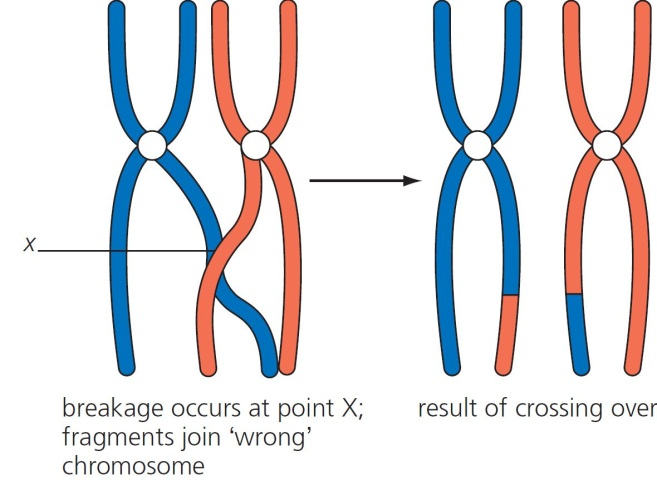 X
breakage occurs at point X;
fragments join ‘wrong’
chromosome
result of crossing over